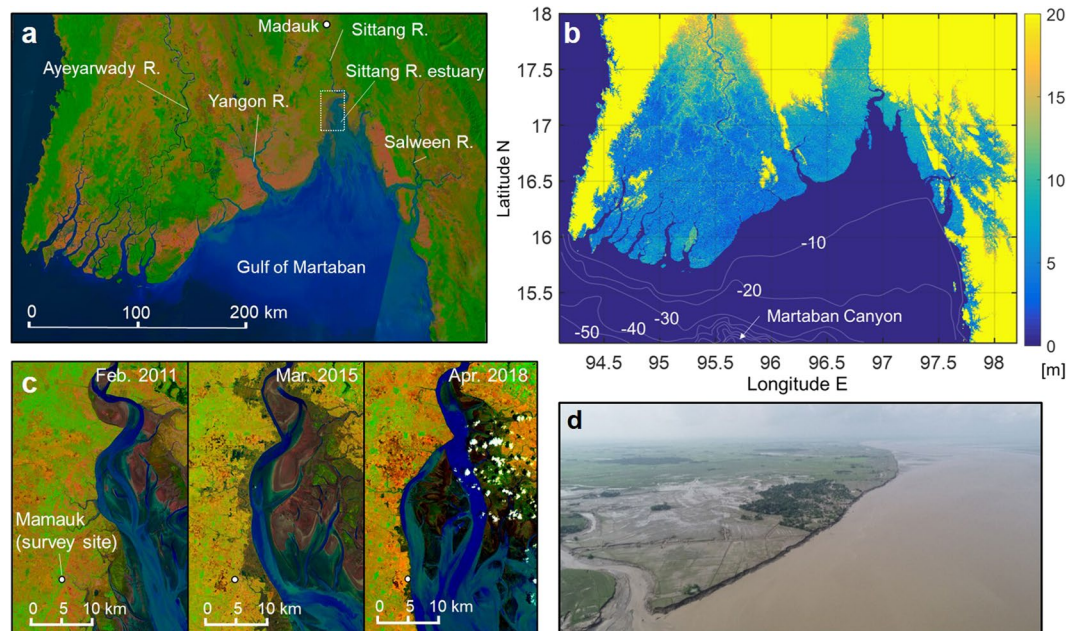 a
Madauk
Sittang R.
Ayeyarwady R.
Sittang R. estuary
Yangon R.
Salween R.
Gulf of Martaban
0 100 200 km
b
18
17.5
17
16.5
16
15.5
Latitude N
-10
-20
-30
-40
-50
Martaban Canyon
94.5 95 95.5 96 96.5 97 97.5 98
Longitude E
20
15
10
5
0
[m]
c
Feb. 2011
Mar. 2015
Apr. 2018
Mamauk
(survey site)
0 5 10 km
0 5 10 km
0 5 10 km
d